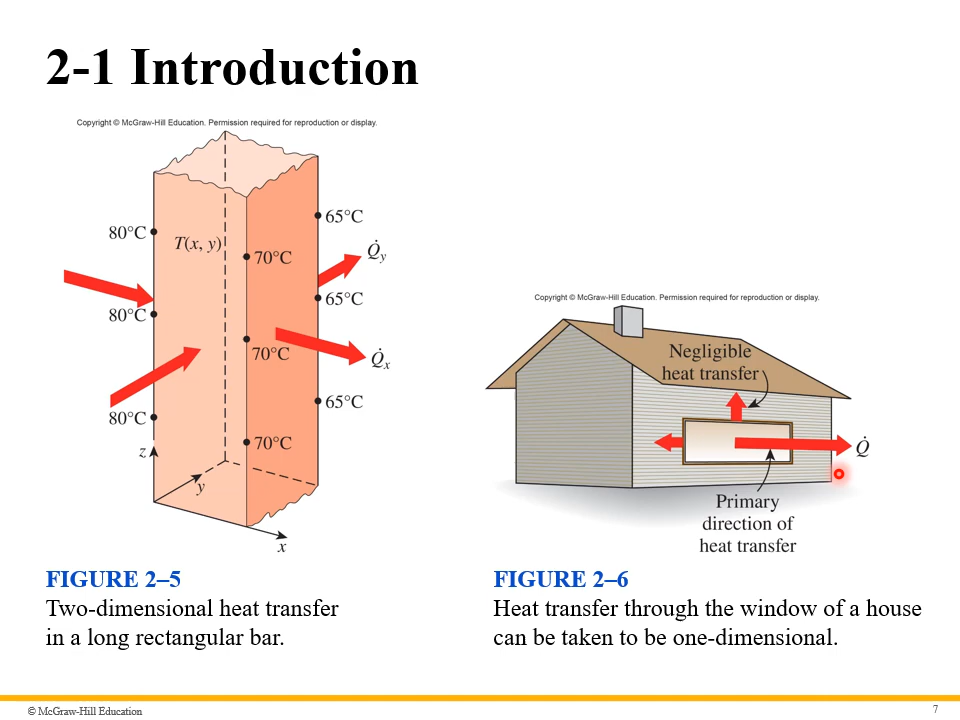 2-1 Introduction
Copyright © McGraw-Hill Education. Permission required for reproduction or display.
65°C
80°C
T(x, y)
Q̇y
70°C
65°C
80°C
70°C
Q̇x
65°C
80°C
70°C
z
y
x
FIGURE 2–5
Two-dimensional heat transfer
in a long rectangular bar.
Copyright © McGraw-Hill Education. Permission required for reproduction or display.
Negligible
heat transfer
Q̇
Primary
direction of
heat transfer
FIGURE 2–6
Heat transfer through the window of a house
can be taken to be one-dimensional.
© McGraw-Hill Education
7